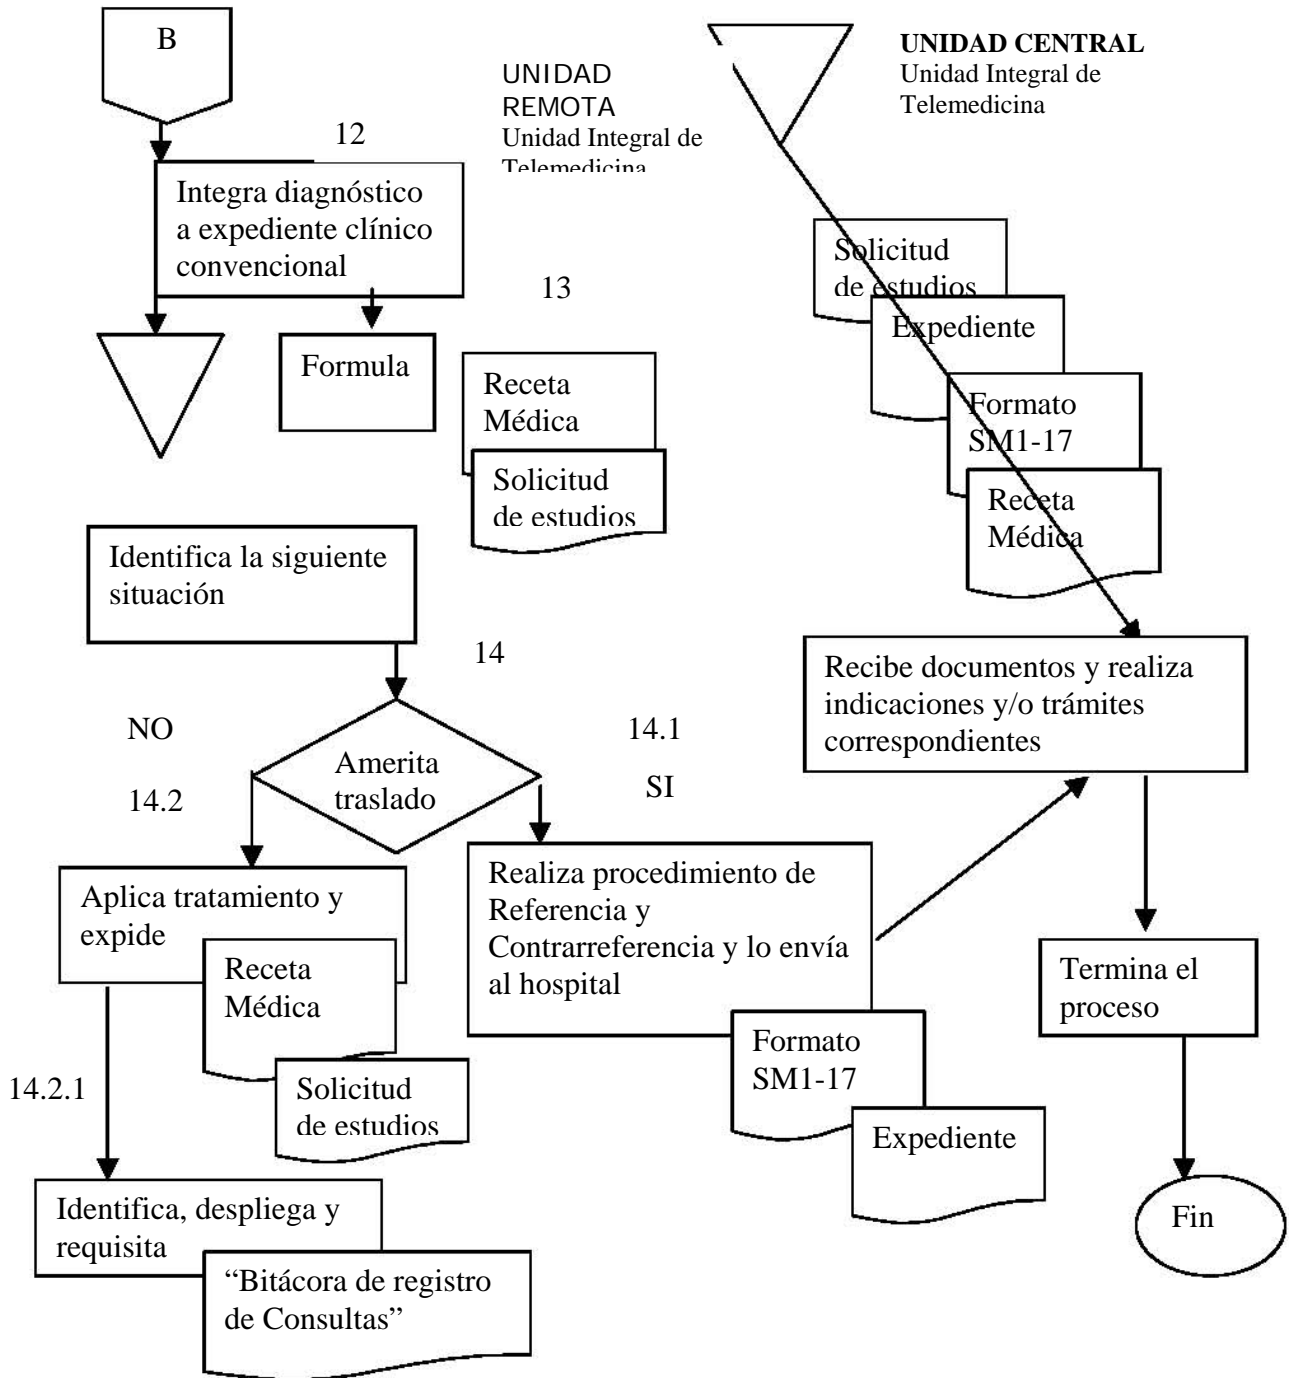 B
UNIDAD
REMOTA
Unidad Integral de
Telemedicina
UNIDAD CENTRAL
Unidad Integral de
Telemedicina
12
Integra diagnóstico
a expediente clínico
convencional
13
Formula
Receta
Médica
Solicitud
de estudios
Solicitud
de estudios
Expediente
Formato
SM1-17
Receta
Médica
Identifica la siguiente
situación
14
Recibe documentos y realiza
indicaciones y/o trámites
correspondientes
NO
14.2
Amerita
traslado
14.1
SI
Aplica tratamiento y
expide
Receta
Médica
Solicitud
de estudios
Realiza procedimiento de
Referencia y
Contrarreferencia y lo envía
al hospital
Formato
SM1-17
Expediente
Termina el
proceso
Fin
14.2.1
Identifica, despliega y
requisita
“Bitácora de registro
de Consultas”